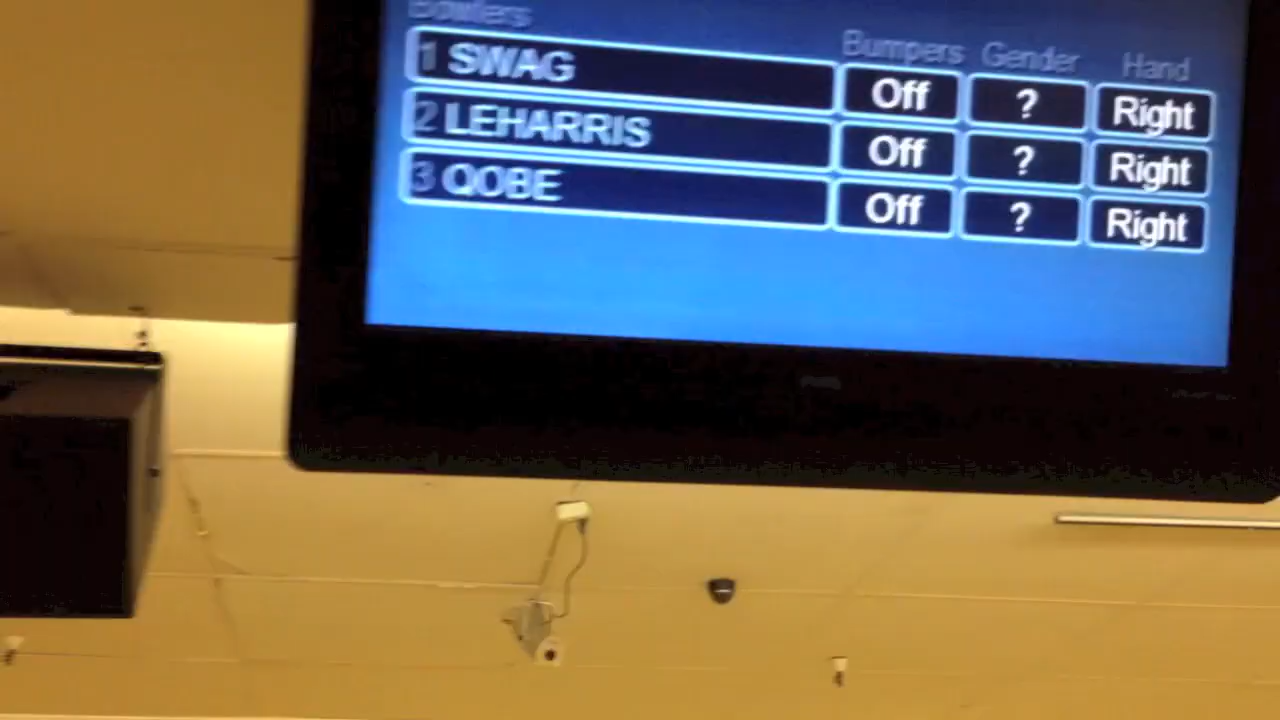 Bowlers Bumpers Gender Hand
1 SWAG Off ? Right
2 LEHARRIS Off ? Right
3 QOBE Off ? Right